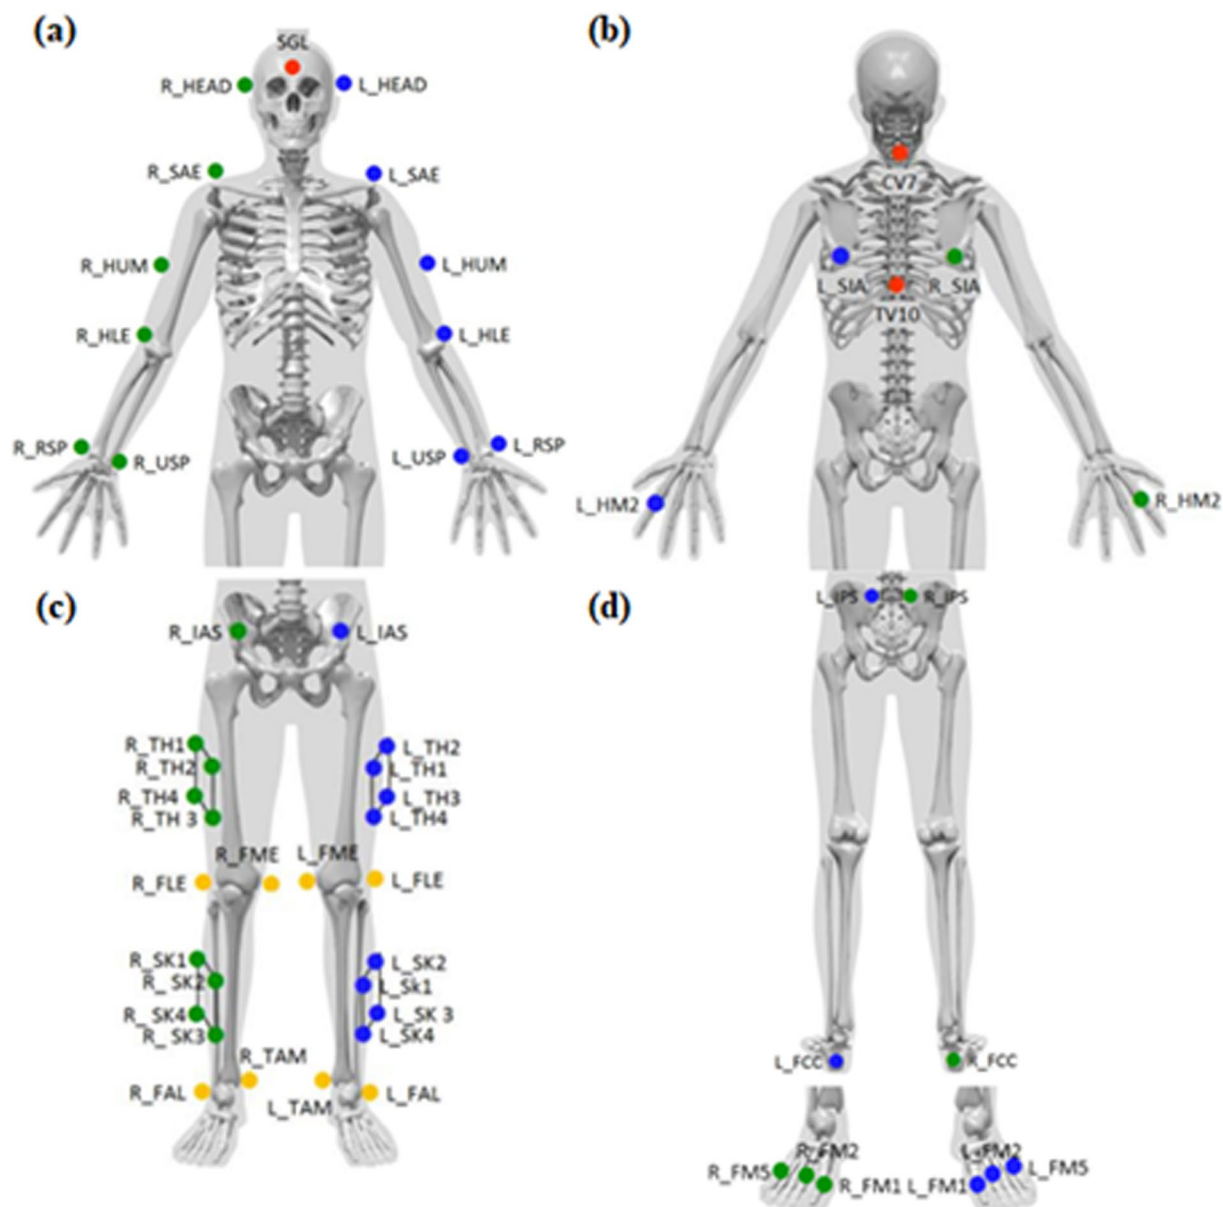 (a)
SGL
R_HEAD
L_HEAD
R_SAE
L_SAE
R_HUM
L_HUM
R_HLE
L_HLE
R_RSP
R_USP
L_USP
L_RSP
(b)
CV7
L_SIA
R_SIA
TV10
L_HM2
R_HM2
(c)
R_IAS
L_IAS
R_TH1
L_TH2
R_TH2
L_TH1
R_TH4
L_TH3
R_TH 3
L_TH4
R_FME
L_FME
R_FLE
L_FLE
R_SK1
L_SK2
R_ SK2
L_Sk1
R_ SK4
L_SK 3
R_ SK3
L_SK4
R_TAM
R_FAL
L_TAM
L_FAL
(d)
L_IPS
R_IPS
L_FCC
R_FCC
R_FM2
L_FM2
R_FM5
L_FM5
R_FM1
L_FM1